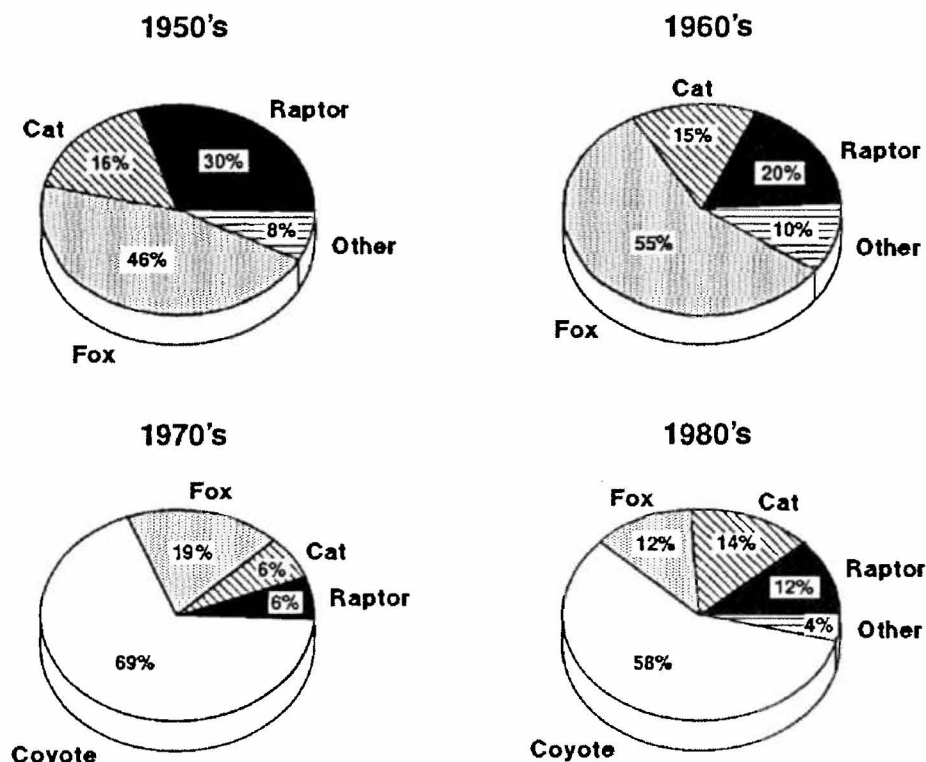 1950's
Raptor
Cat
30%
16%
8%
Other
46%
Fox
1960's
Cat
15%
Raptor
20%
10%
Other
55%
Fox
1970's
Fox
19%
Cat
6%
6%
Raptor
69%
Coyote
1980's
Fox
Cat
12%
14%
Raptor
12%
4%
Other
58%
Coyote